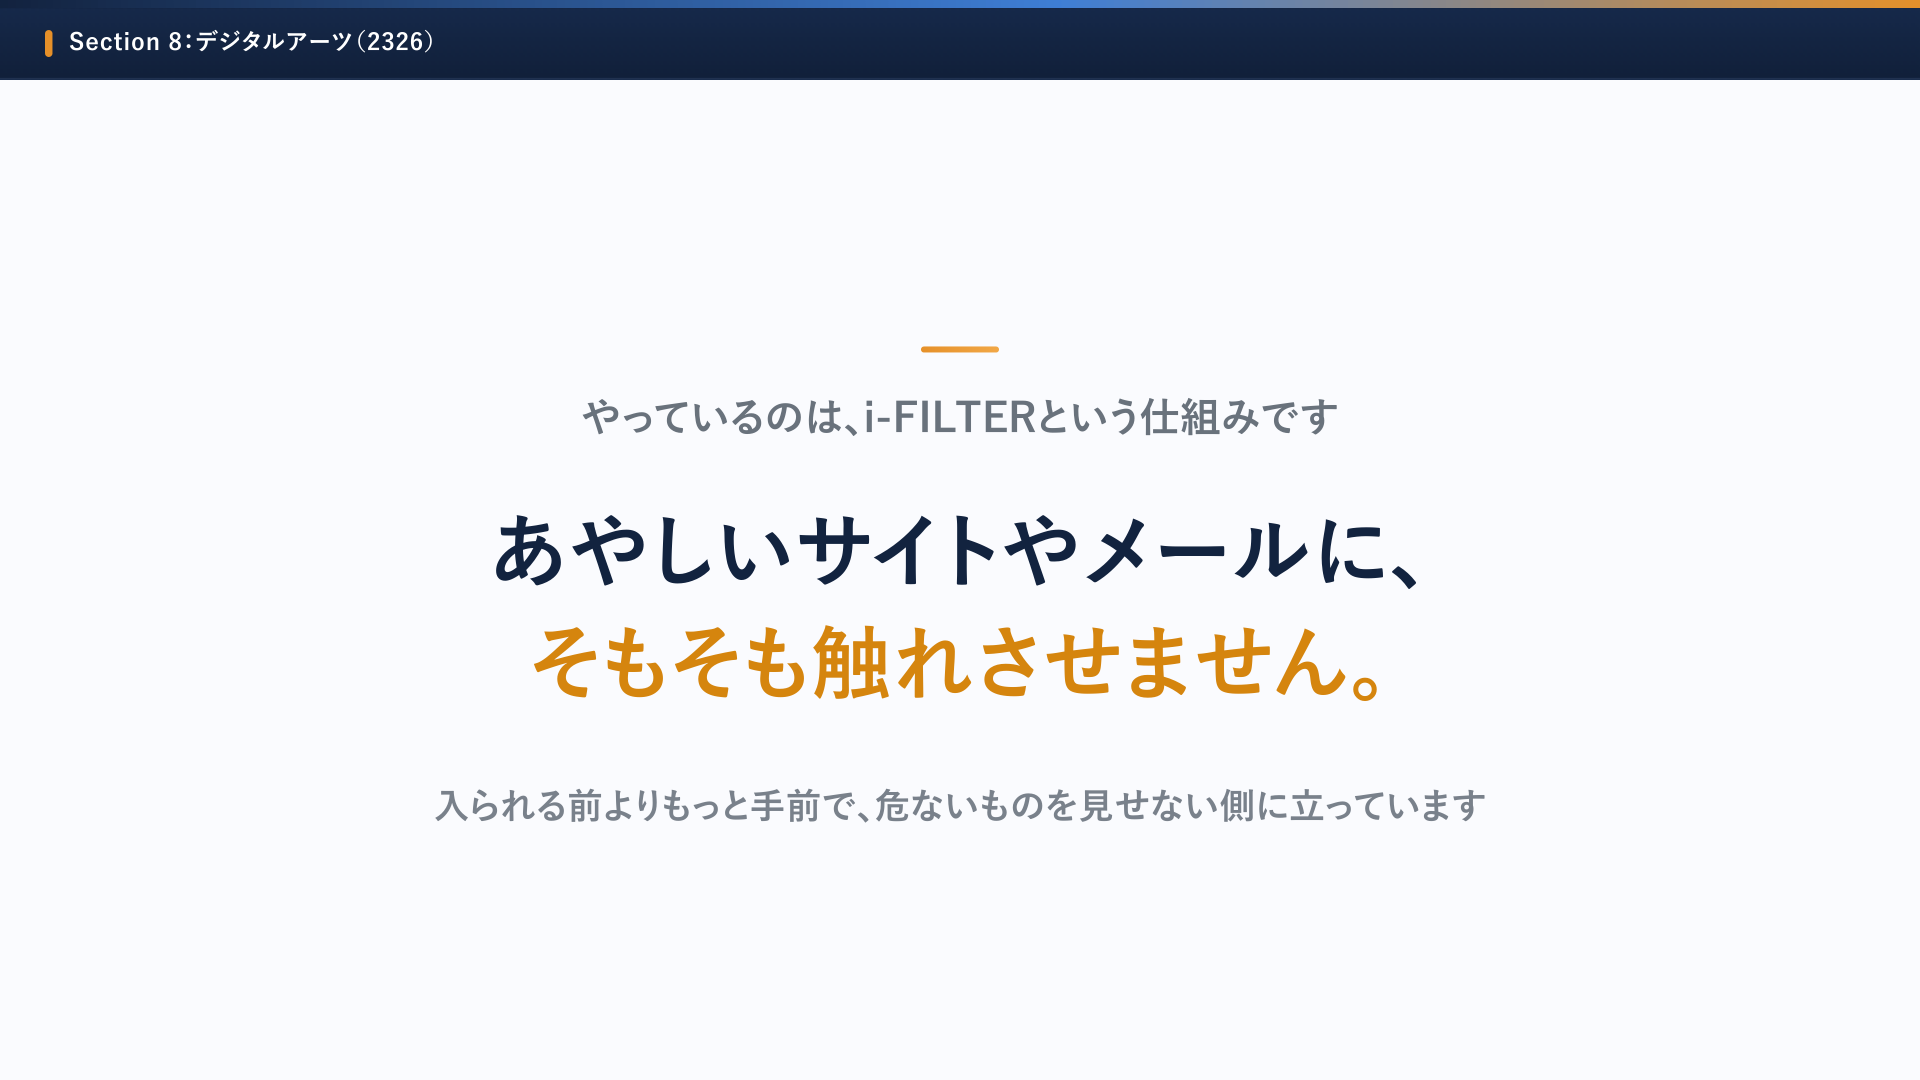 Section 8：デジタルアーツ（2326）
やっているのは、i-FILTERという仕組みです
あやしいサイトやメールに、
そもそも触れさせません。
入られる前よりもっと手前で、危ないものを見せない側に立っています